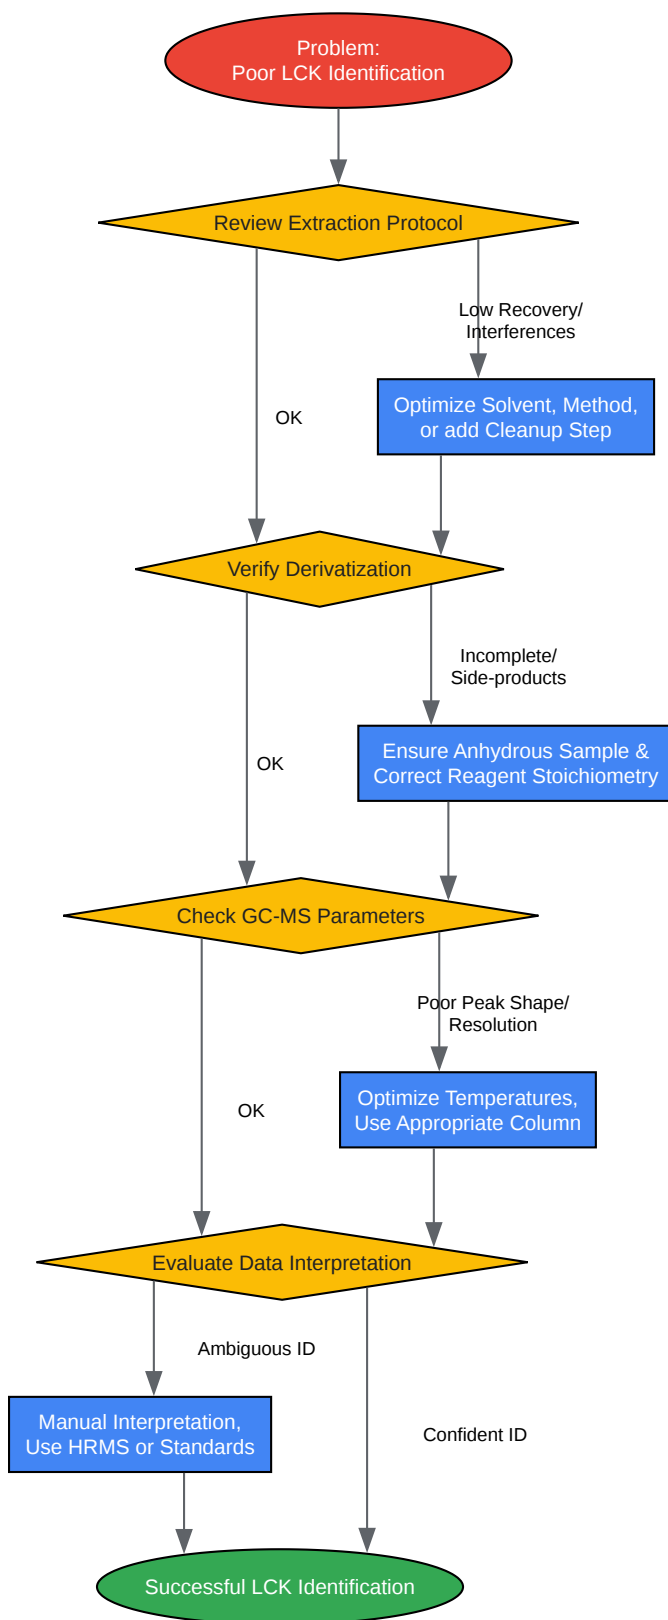 Problem:
Poor LCK Identification
Review Extraction Protocol
Low Recovery/
Interferences
Optimize Solvent, Method,
or add Cleanup Step
OK
Verify Derivatization
Incomplete/
Side-products
Ensure Anhydrous Sample &
Correct Reagent Stoichiometry
OK
Check GC-MS Parameters
Poor Peak Shape/
Resolution
Optimize Temperatures,
Use Appropriate Column
OK
Evaluate Data Interpretation
Ambiguous ID
Manual Interpretation,
Use HRMS or Standards
Confident ID
Successful LCK Identification